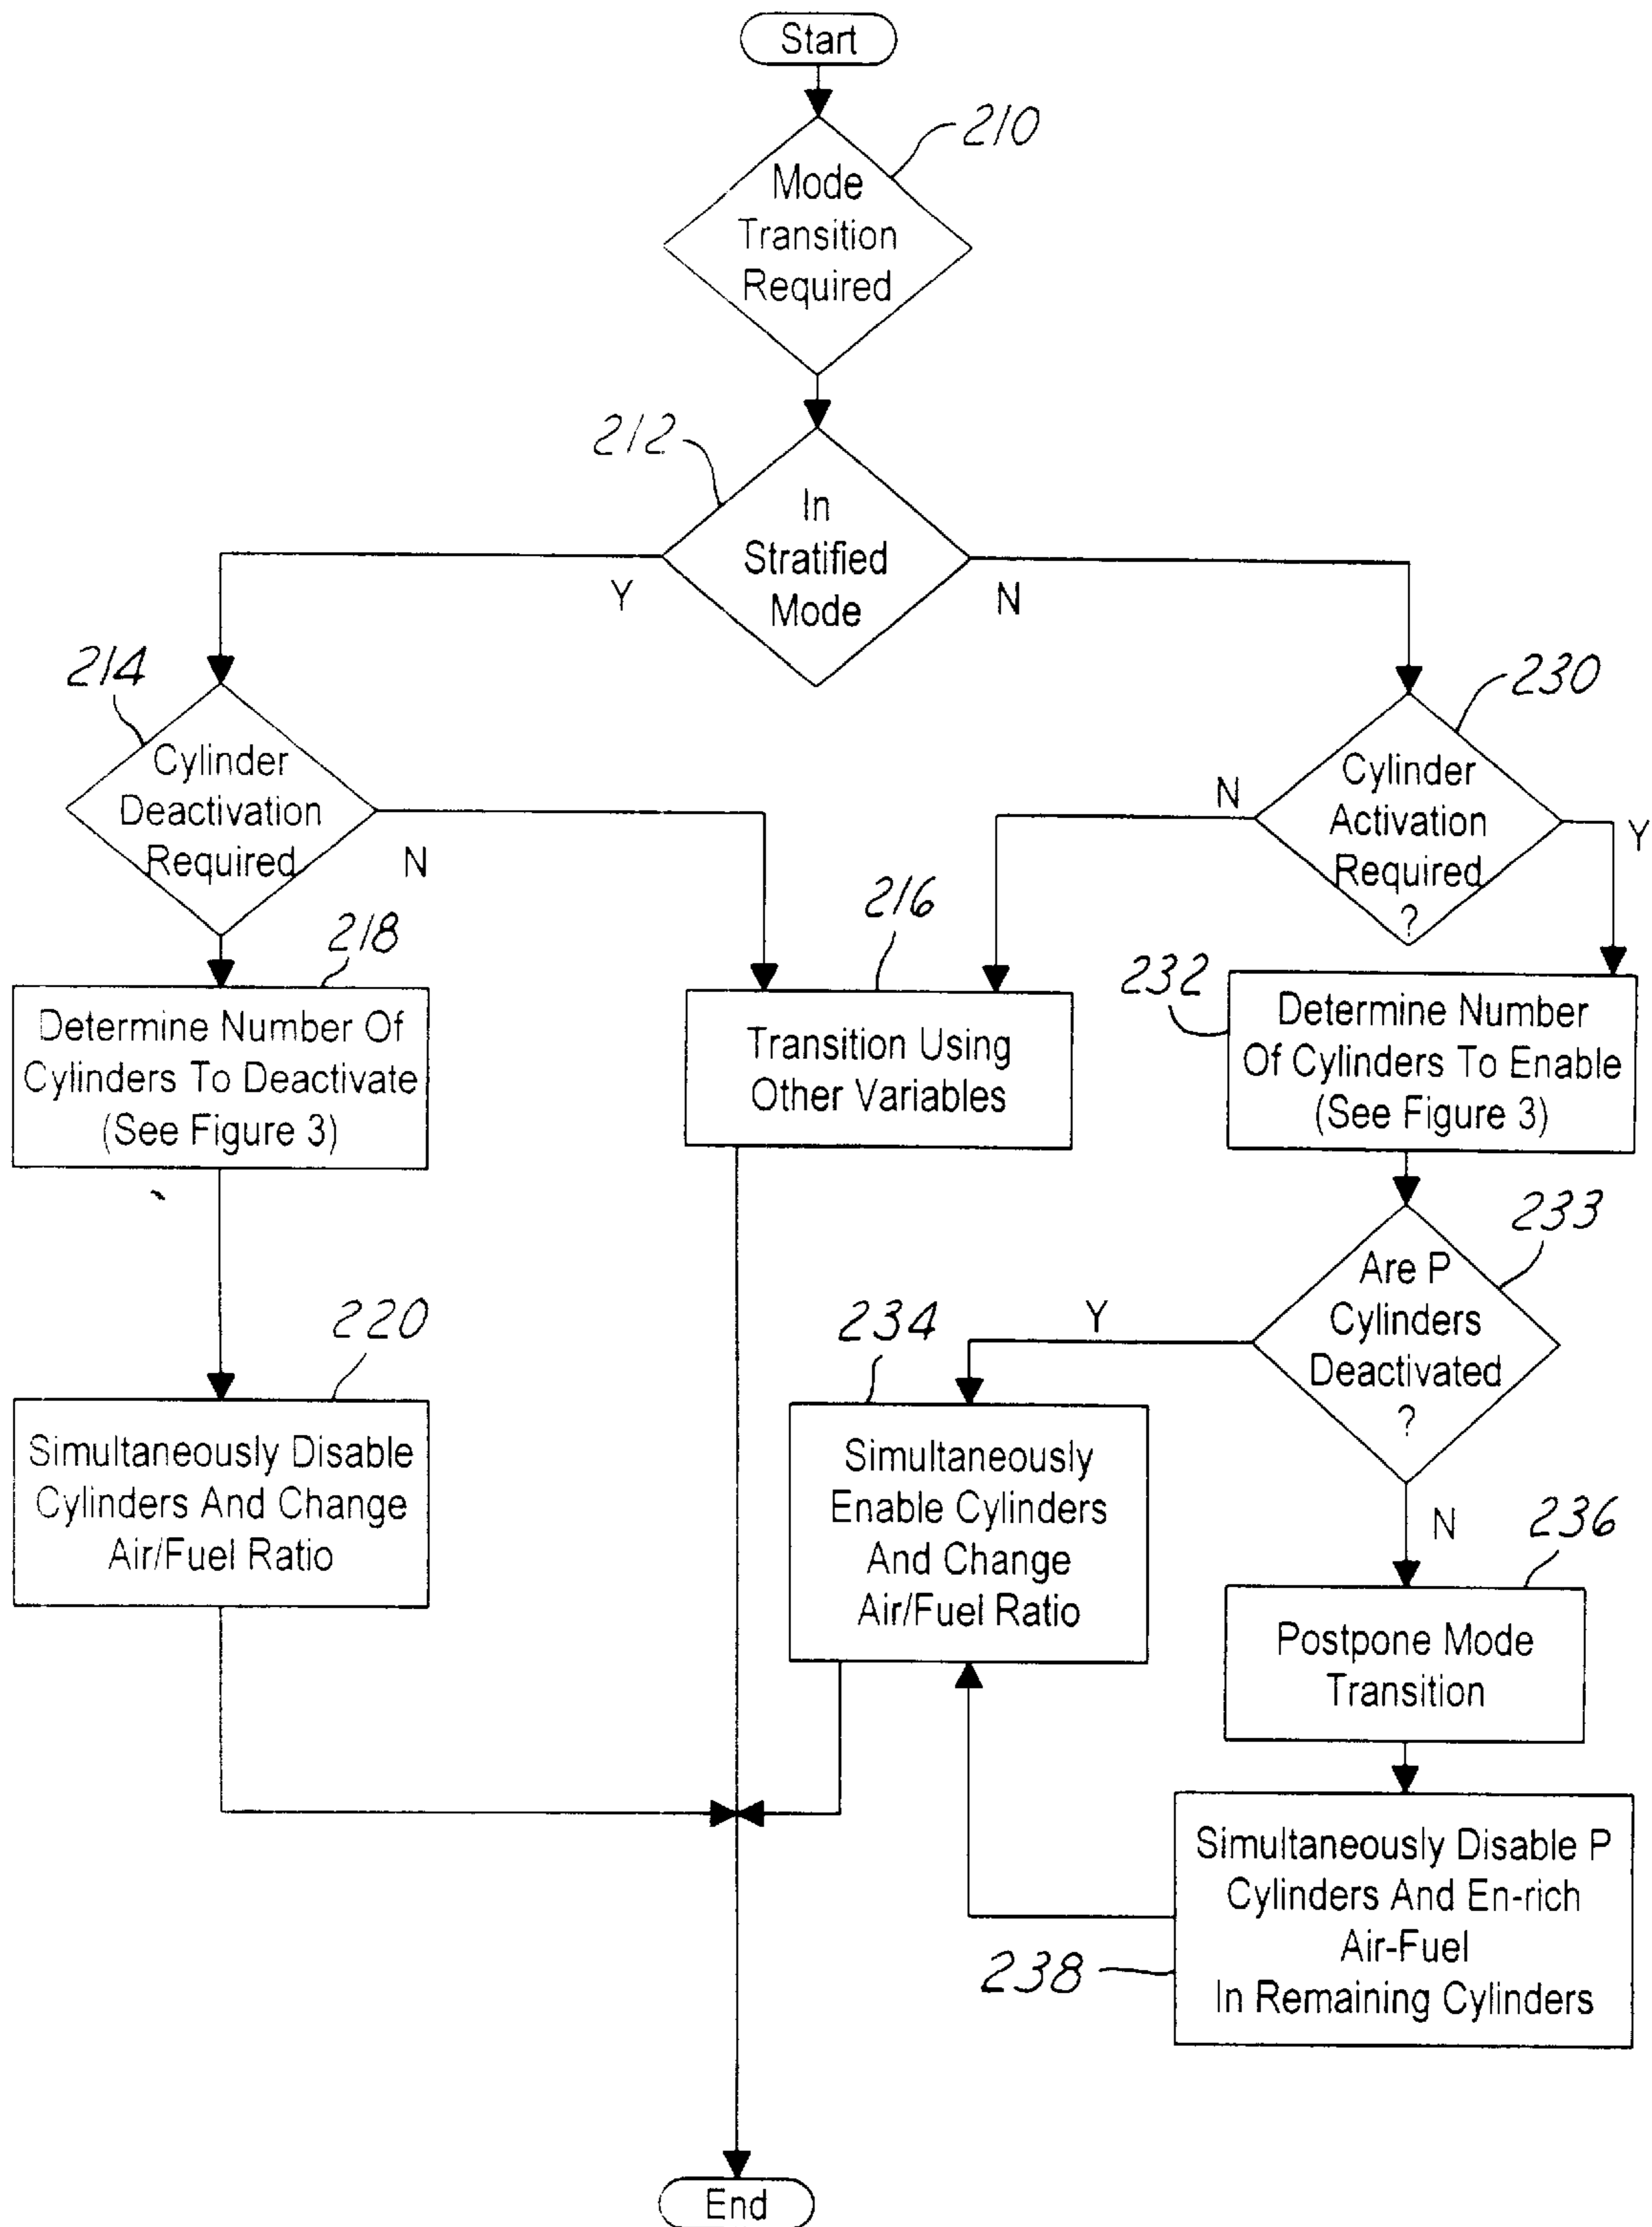 Start
210
Mode
Transition
Required
212
In
Stratified
Mode
Y
N
214
Cylinder
Deactivation
Required
N
230
Cylinder
Activation
Required
?
N
Y
218
Determine Number Of
Cylinders To Deactivate
(See Figure 3)
216
Transition Using
Other Variables
232
Determine Number
Of Cylinders To Enable
(See Figure 3)
233
Are P
Cylinders
Deactivated
?
Y
N
220
Simultaneously Disable
Cylinders And Change
Air/Fuel Ratio
234
Simultaneously
Enable Cylinders
And Change
Air/Fuel Ratio
236
Postpone Mode
Transition
238
Simultaneously Disable P
Cylinders And En-rich
Air-Fuel
In Remaining Cylinders
End